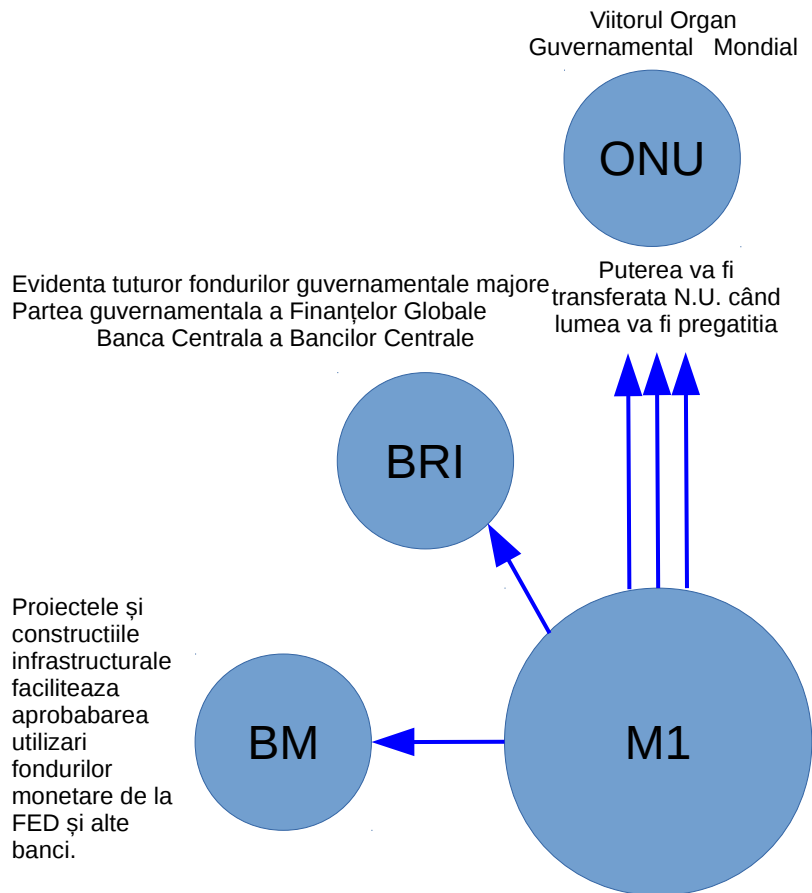 Viitorul Organ
Guvernamental Mondial
ONU
Puterea va fi
transferata N.U. când
lumea va fi pregatitia
Evidenta tuturor fondurilor guvernamentale majore
Partea guvernamentala a Finanțelor Globale
Banca Centrala a Bancilor Centrale
BRI
Proiectele și
constructiile
infrastructurale
faciliteaza
aprobabarea
utilizari
fondurilor
monetare de la
FED și alte
banci.
BM
M1